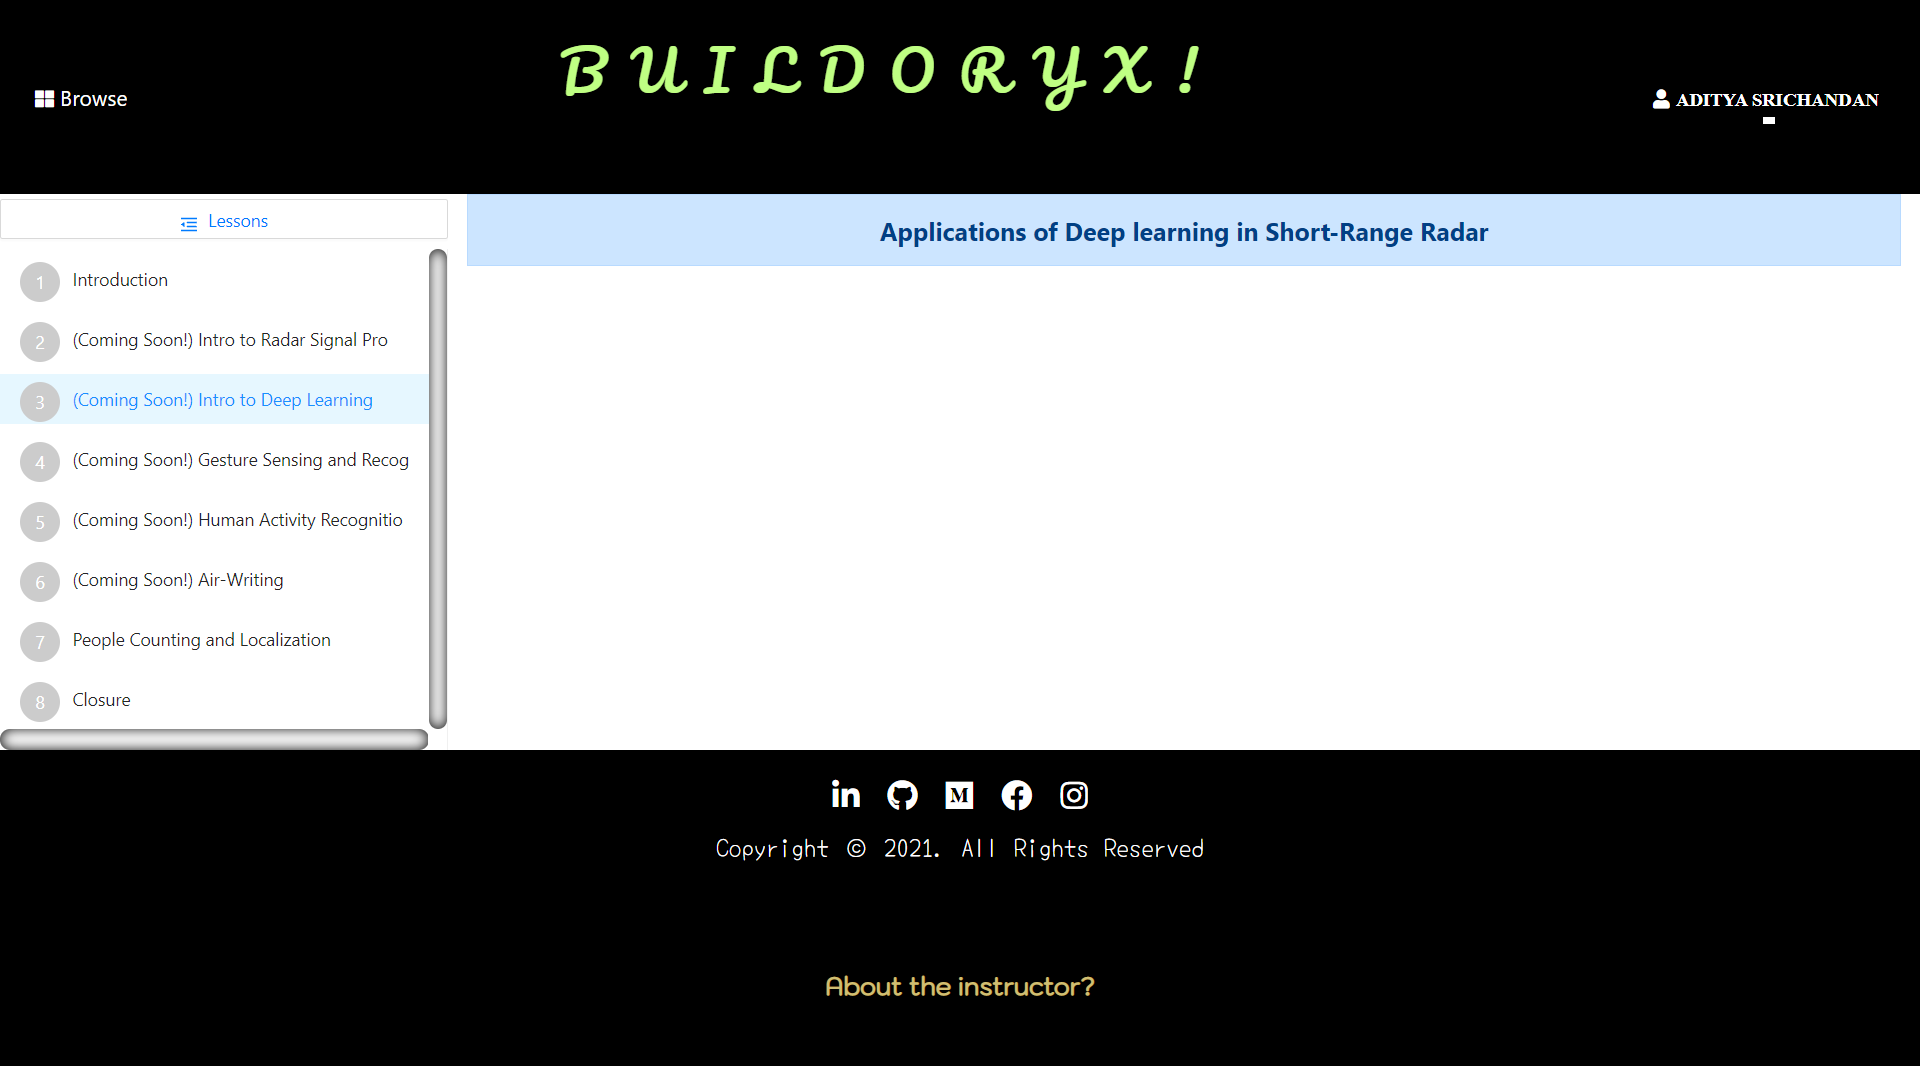 BUILDORYX!
Browse
ADITYA SRICHANDAN
Lessons
Applications of Deep learning in Short-Range Radar
1 Introduction
2 (Coming Soon!) Intro to Radar Signal Pro
3 (Coming Soon!) Intro to Deep Learning
4 (Coming Soon!) Gesture Sensing and Recog
5 (Coming Soon!) Human Activity Recognitio
6 (Coming Soon!) Air-Writing
7 People Counting and Localization
8 Closure
Copyright © 2021. All Rights Reserved
About the instructor?